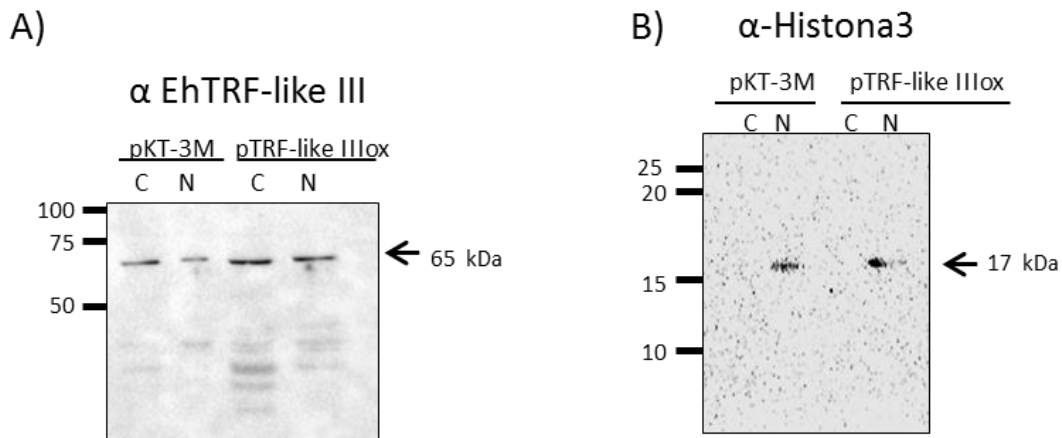 A)
α EhTRF-like III
pKT-3M pTRF-like IIIox
C N C N
100
75
50
65 kDa
B)
α-Histona3
pKT-3M pTRF-like IIIox
C N C N
25
20
15
10
17 kDa